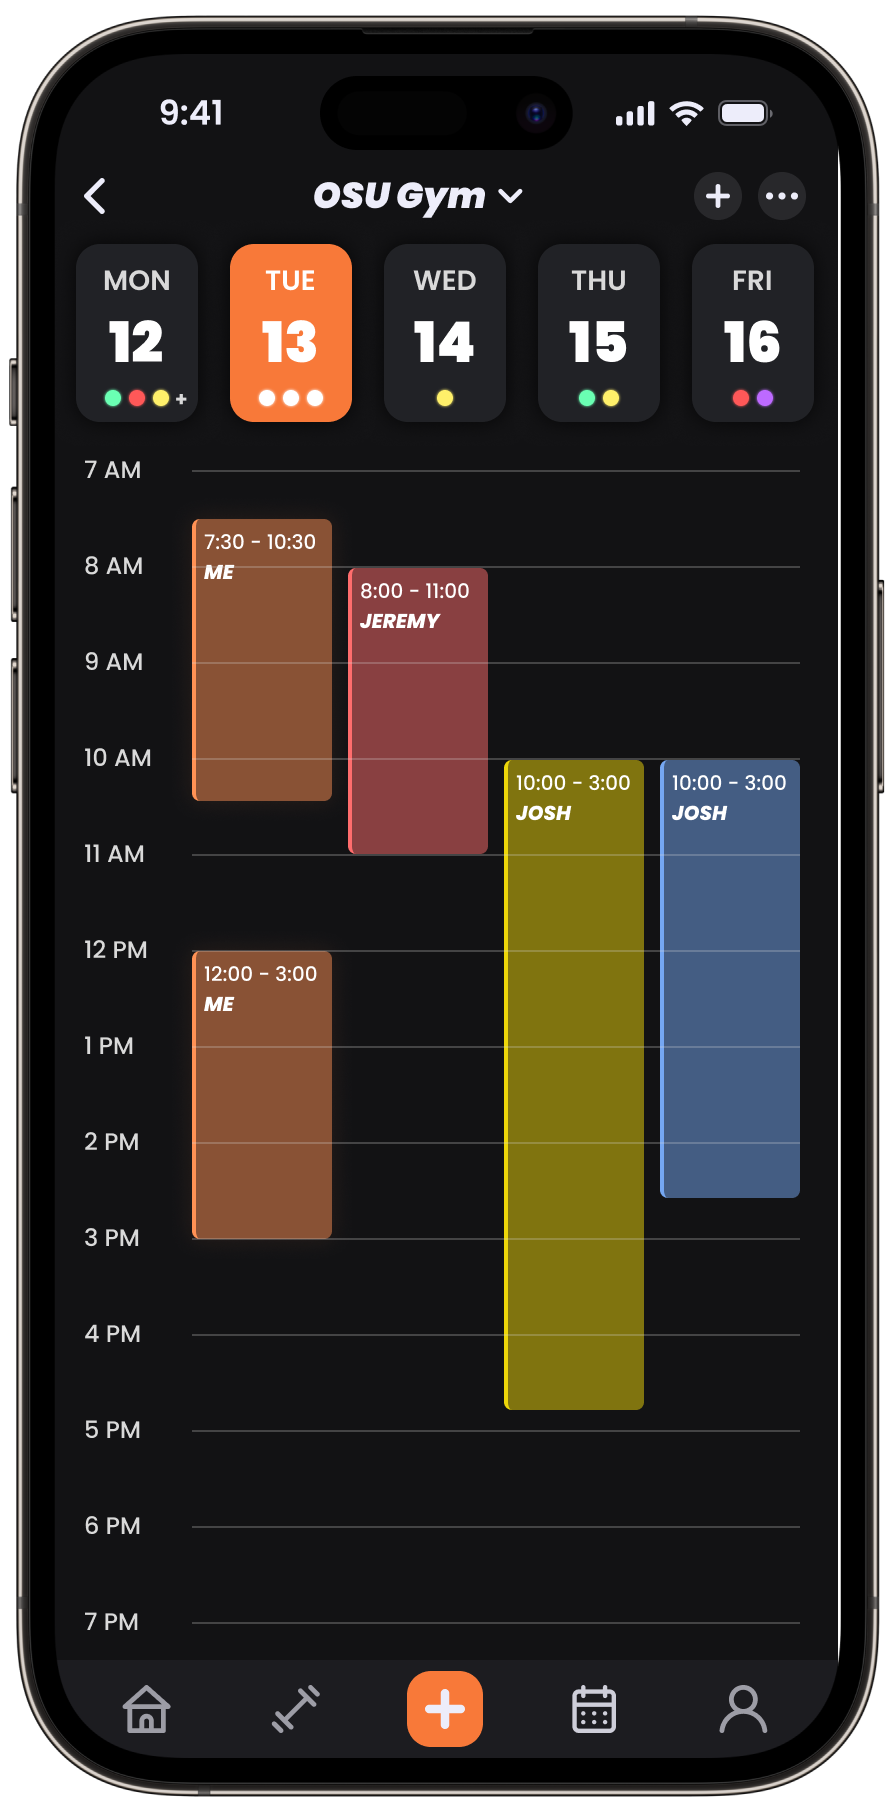 9:41
OSU Gym
MON
12
+
TUE
13
WED
14
THU
15
FRI
16
7 AM
7:30 - 10:30
ME
8 AM
8:00 - 11:00
JEREMY
9 AM
10 AM
10:00 - 3:00
JOSH
10:00 - 3:00
JOSH
11 AM
12 PM
12:00 - 3:00
ME
1 PM
2 PM
3 PM
4 PM
5 PM
6 PM
7 PM